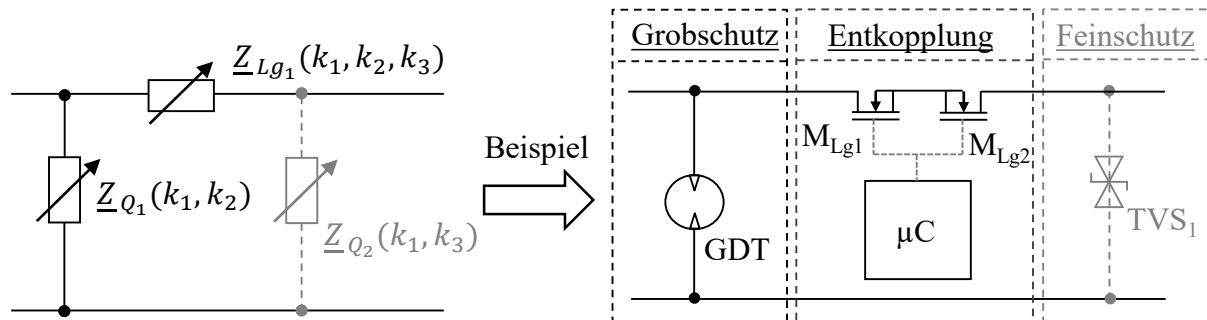 Z_Lg1(k1, k2, k3)
Z_Q1(k1, k2)
Z_Q2(k1, k3)
Beispiel
Grobschutz
Entkopplung
Feinschutz
M_Lg1
M_Lg2
GDT
µC
TVS1